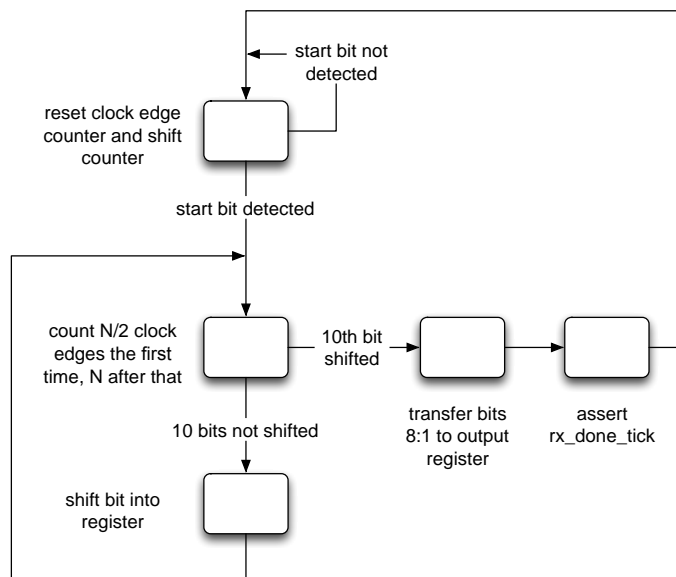 start bit not
detected
reset clock edge
counter and shift
counter
start bit detected
count N/2 clock
edges the first
time, N after that
10th bit
shifted
transfer bits
8:1 to output
register
assert
rx_done_tick
10 bits not shifted
shift bit into
register